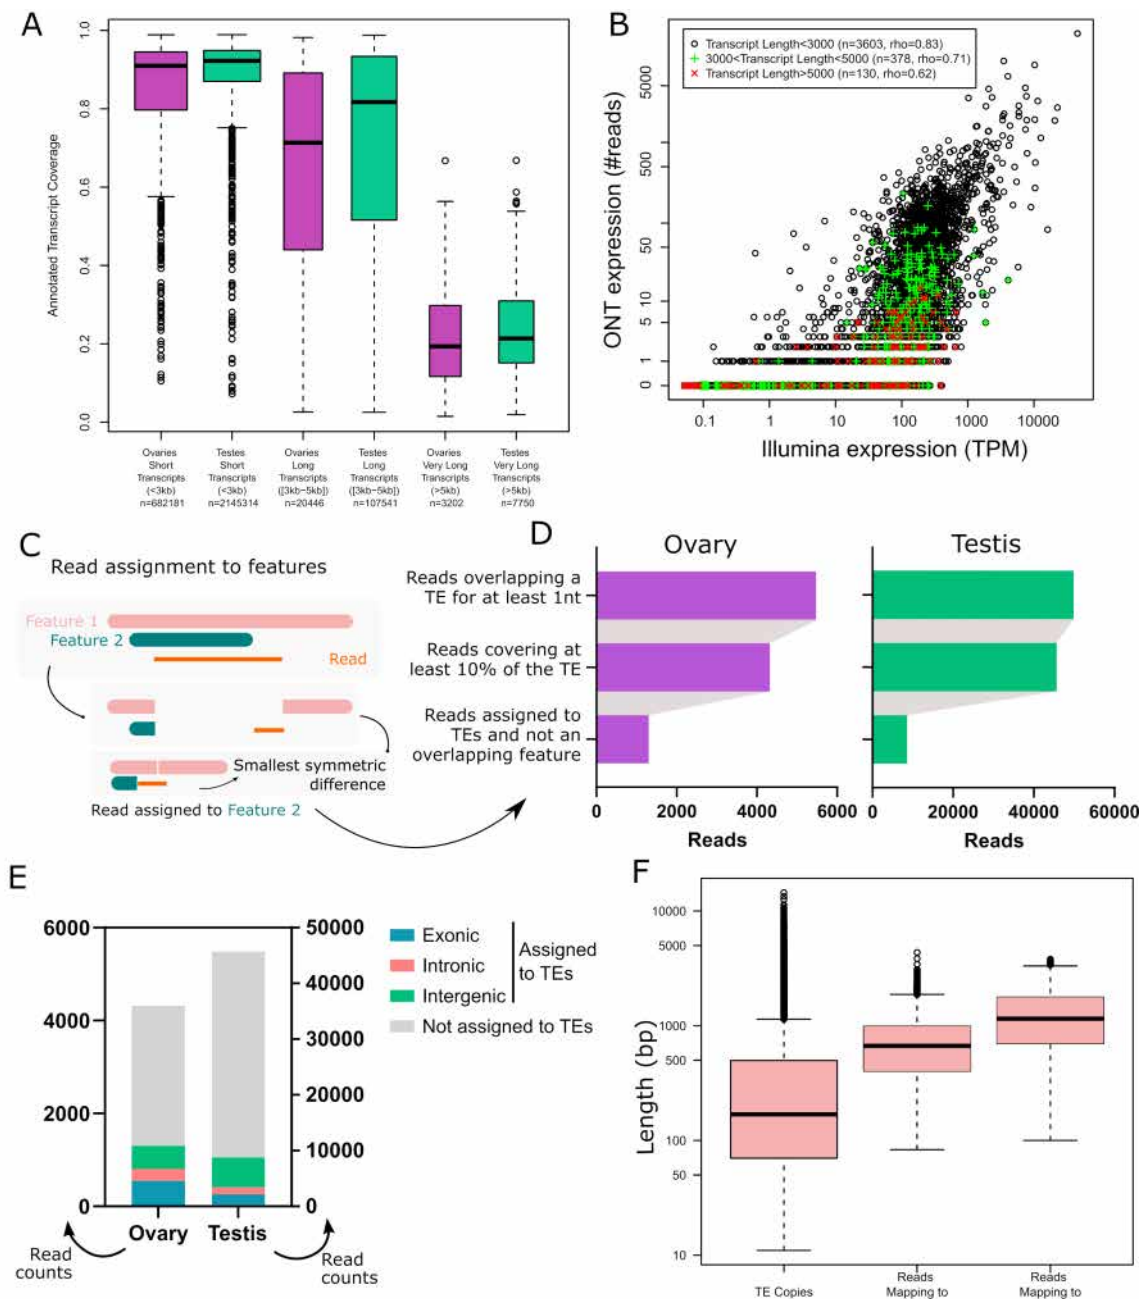 A
1.0
0.8
0.6
0.4
0.2
0.0
Annotated Transcript Coverage
Ovaries
Short
Transcripts
(<3kb)
n=682181
Testes
Short
Transcripts
(<3kb)
n=2145314
Ovaries
Long
Transcripts
([3kb−5kb])
n=20446
Testes
Long
Transcripts
([3kb−5kb])
n=107541
Ovaries
Very Long
Transcripts
(>5kb)
n=3202
Testes
Very Long
Transcripts
(>5kb)
n=7750
B
Transcript Length<3000 (n=3603, rho=0.83)
3000<Transcript Length<5000 (n=378, rho=0.71)
Transcript Length>5000 (n=130, rho=0.62)
ONT expression (#reads)
5000
500
50
10
5
1
0
0.1
1
10
100
1000
10000
Illumina expression (TPM)
C
Read assignment to features
Feature 1
Feature 2
Read
Smallest symmetric
difference
Read assigned to Feature 2
D
Ovary
Testis
Reads overlapping a
TE for at least 1nt
Reads covering at
least 10% of the TE
Reads assigned to
TEs and not an
overlapping feature
0
2000
4000
6000
Reads
0
20000
40000
60000
Reads
E
6000
4000
2000
0
50000
40000
30000
20000
10000
0
Exonic
Intronic
Intergenic
Not assigned to TEs
Assigned
to TEs
Ovary
Testis
Read
counts
Read
counts
F
Length (bp)
10000
5000
1000
500
100
50
10
TE Copies
Reads
Mapping to
Reads
Mapping to